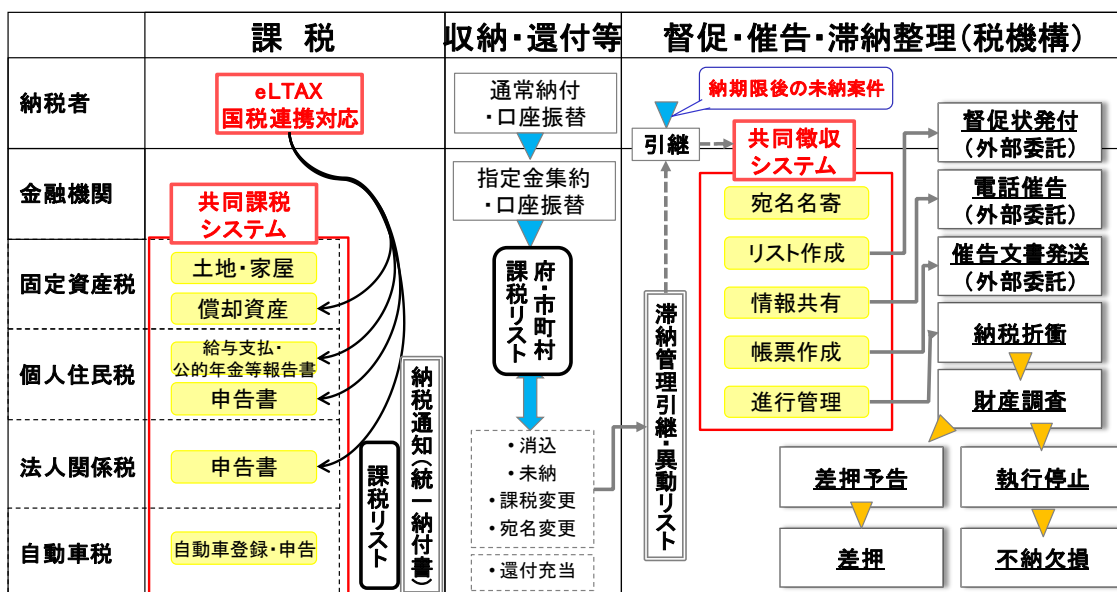 課 税
収納・還付等
督促・催告・滞納整理(税機構)
納税者
金融機関
固定資産税
個人住民税
法人関係税
自動車税
eLTAX
国税連携対応
共同課税
システム
土地・家屋
償却資産
給与支払・
公的年金等報告書
申告書
申告書
自動車登録・申告
納税通知(統一納付書)
課税リスト
通常納付
・口座振替
指定金集約
・口座振替
府・市町村
課税リスト
・消込
・未納
・課税変更
・宛名変更
・還付充当
納期限後の未納案件
引継
滞納管理引継・異動リスト
共同徴収
システム
宛名名寄
リスト作成
情報共有
帳票作成
進行管理
督促状発付
(外部委託)
電話催告
(外部委託)
催告文書発送
(外部委託)
納税折衝
財産調査
差押予告
執行停止
差押
不納欠損